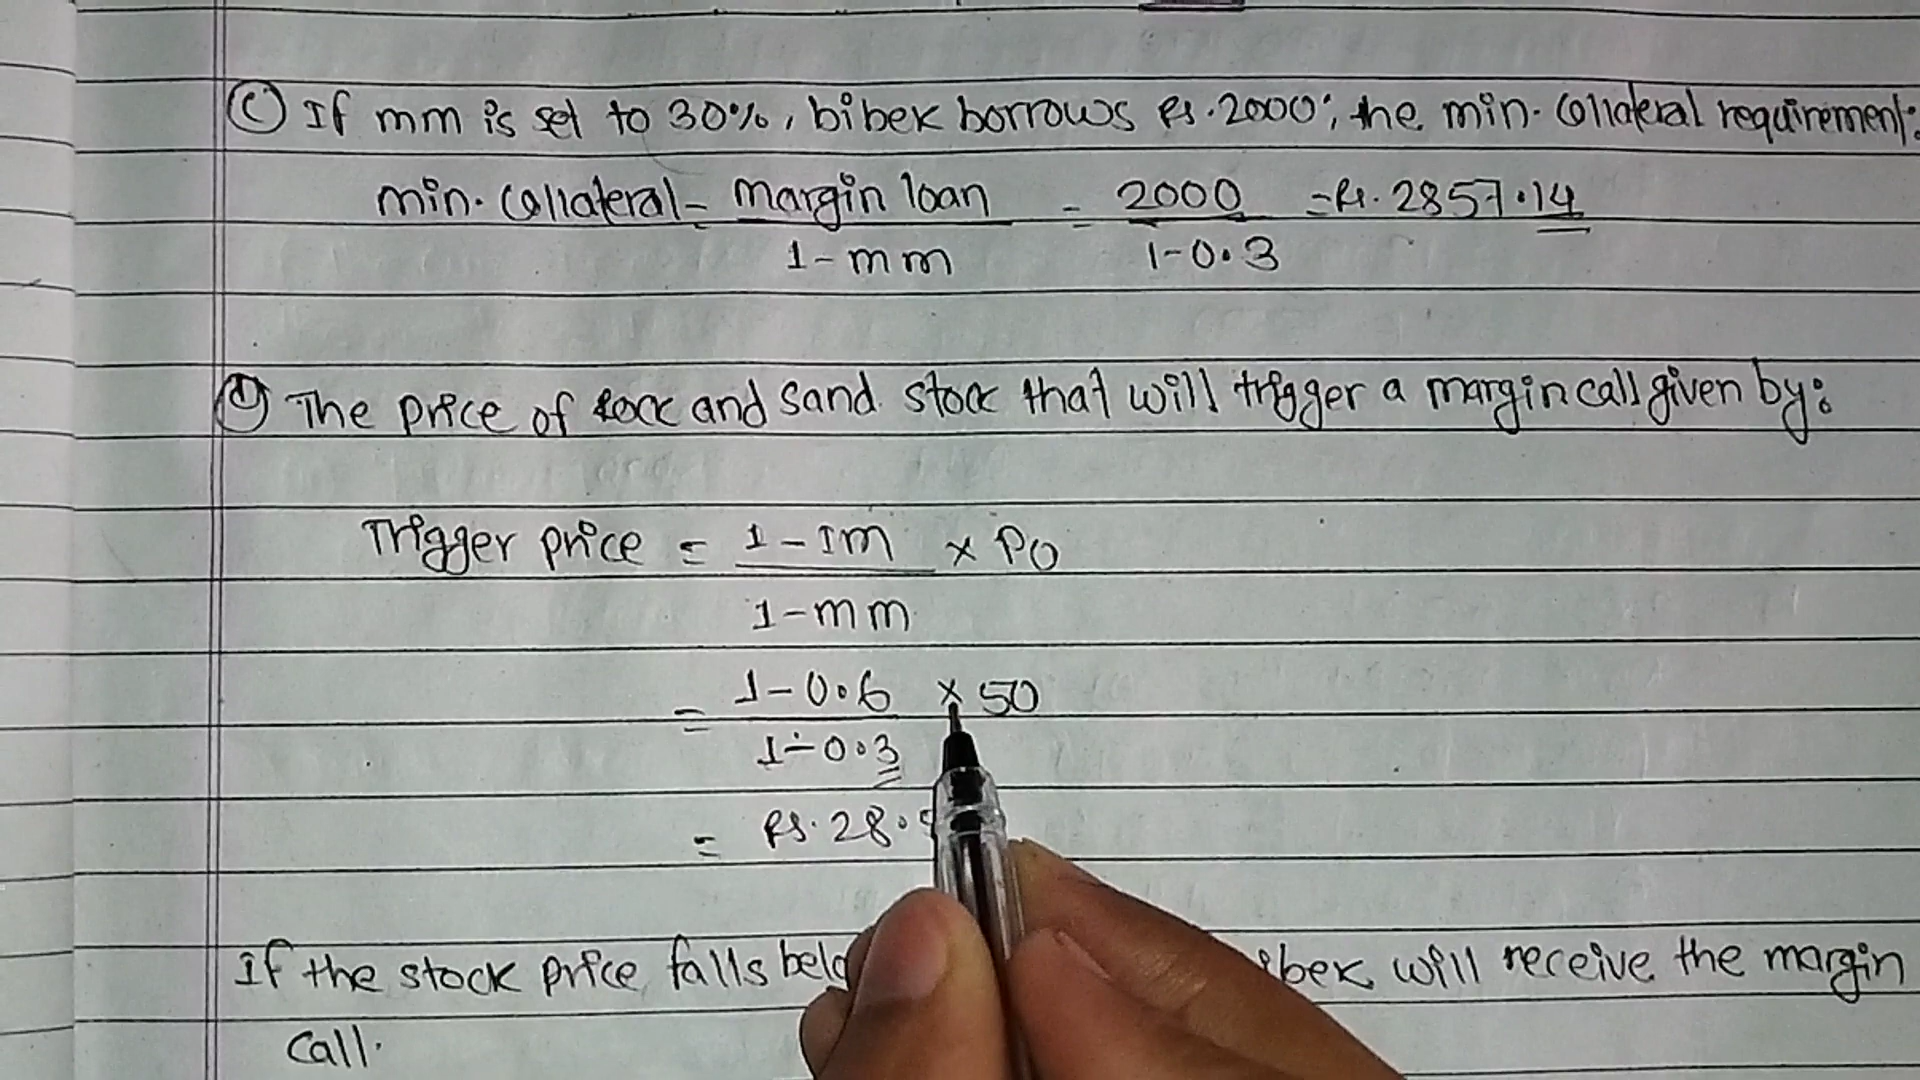 (C) If mm is set to 30%, bibek borrows Rs. 2000; the min. Collateral requirement:
min. Collateral = margin loan / 1 - mm = 2000 / 1-0.3 = Rs. 2857.14
(d) The price of and sand stock that will trigger a margin call given by:
Trigger price = 1 - Im / 1 - mm × P0
= 1 - 0.6 / 1 - 0.3 × 50
= Rs. 28.
If the stock price falls will receive the margin
call.